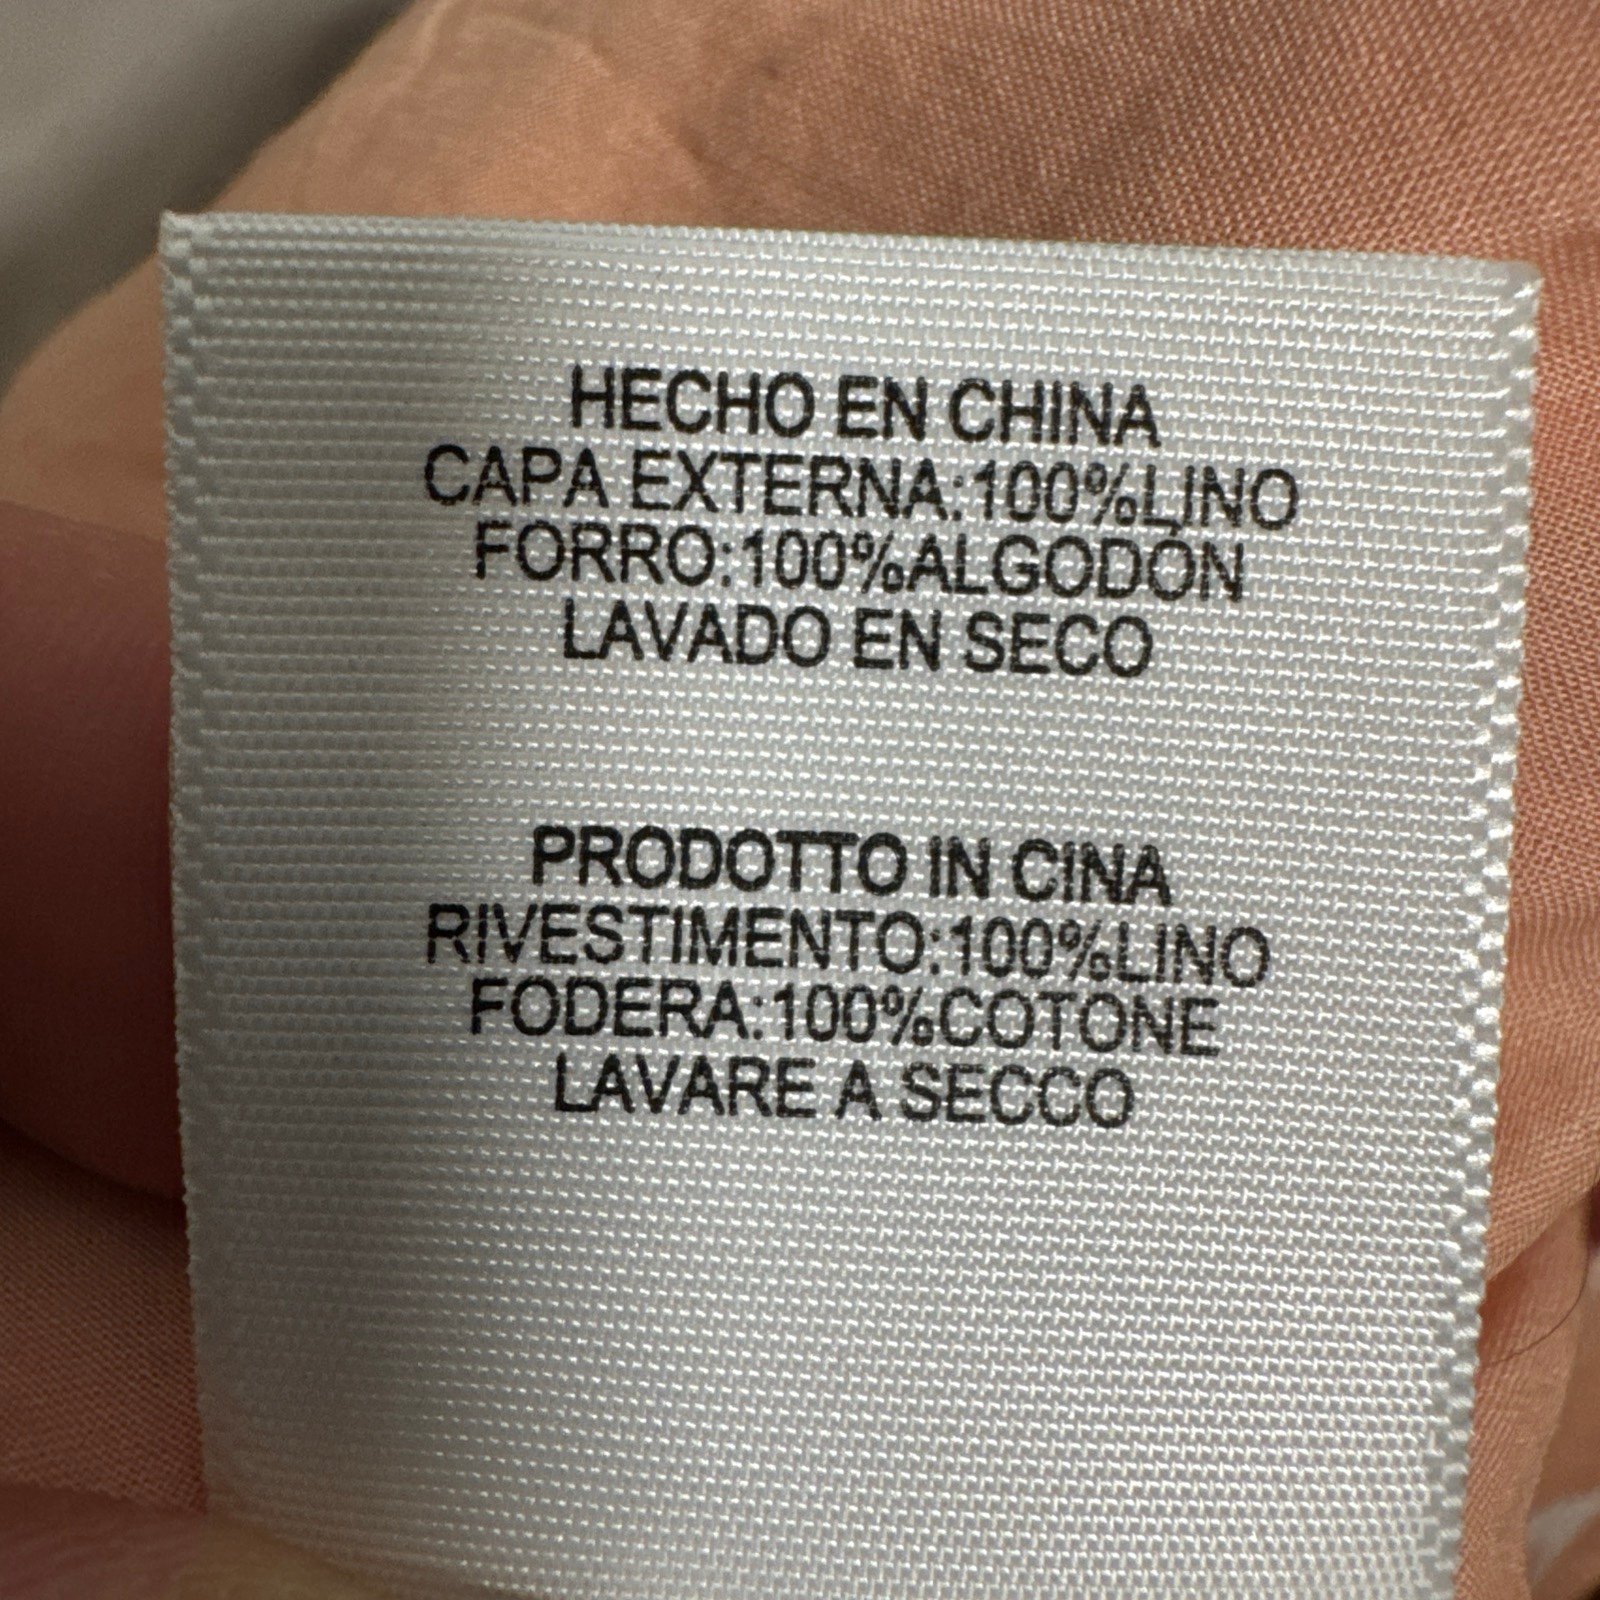 HECHO EN CHINA
CAPA EXTERNA:100%LINO
FORRO:100%ALGODÓN
LAVADO EN SECO
PRODOTTO IN CINA
RIVESTIMENTO:100%LINO
FODERA:100%COTONE
LAVARE A SECCO